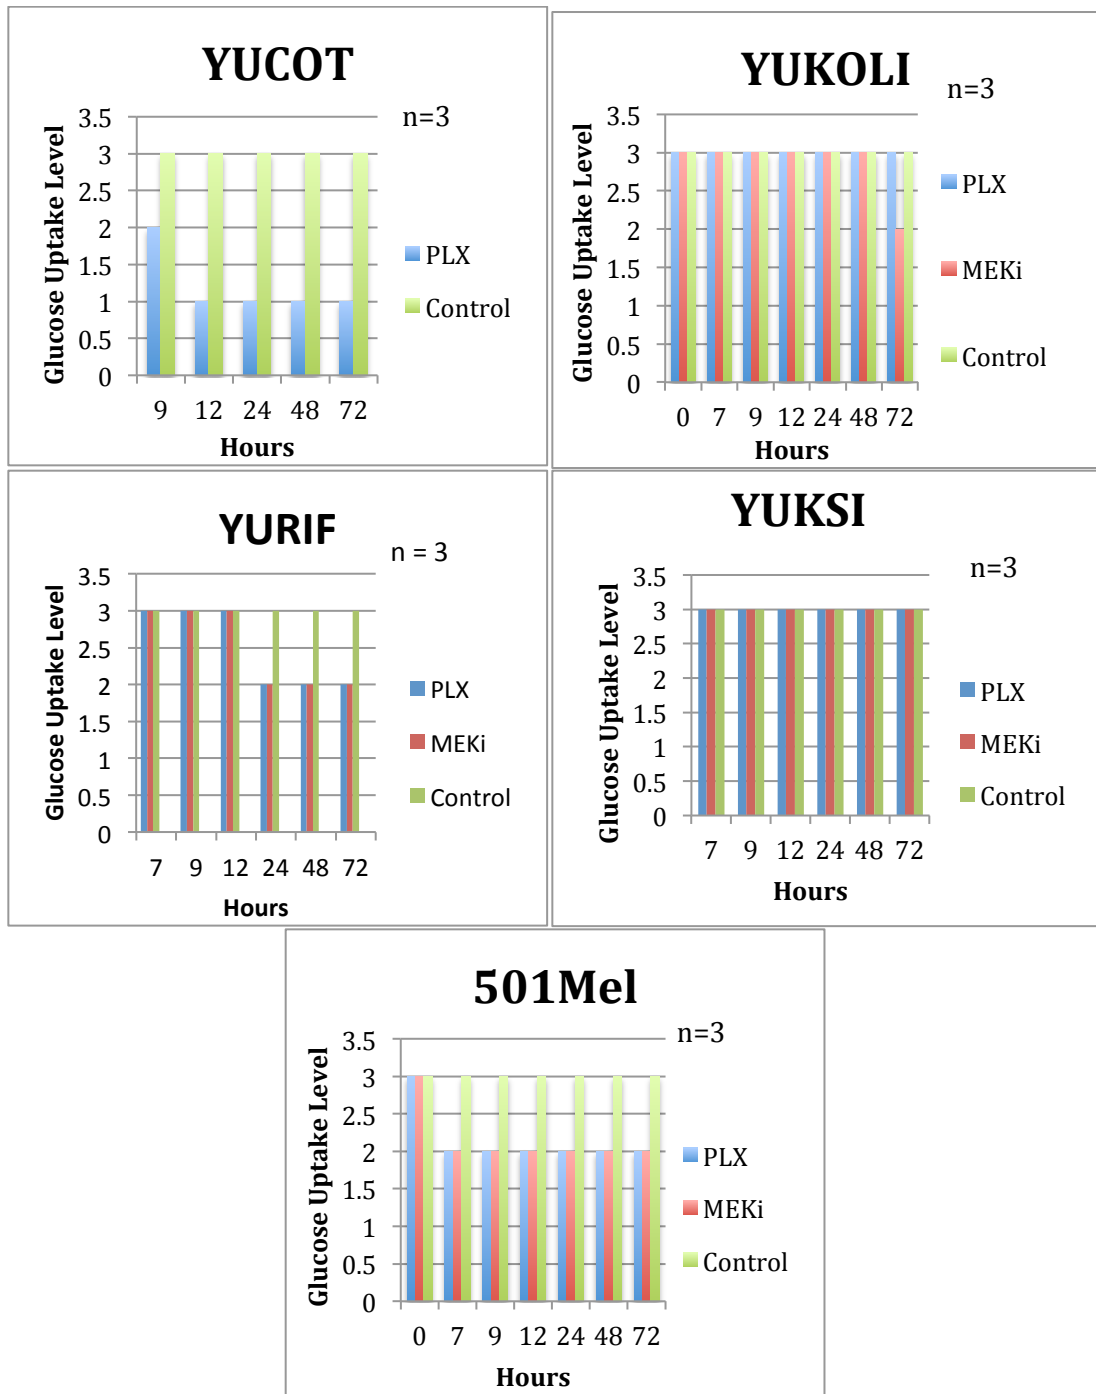 YUCOT
n=3
Glucose Uptake Level
3.5
3
2.5
2
1.5
1
0.5
0
PLX
Control
9 12 24 48 72
Hours
YUKOLI
n=3
Glucose Uptake Level
3.5
3
2.5
2
1.5
1
0.5
0
PLX
MEKi
Control
0 7 9 12 24 48 72
Hours
YURIF
n = 3
Glucose Uptake Level
3.5
3
2.5
2
1.5
1
0.5
0
PLX
MEKi
Control
7 9 12 24 48 72
Hours
YUKSI
n=3
Glucose Uptake Level
3.5
3
2.5
2
1.5
1
0.5
0
PLX
MEKi
Control
7 9 12 24 48 72
Hours
501Mel
n=3
Glucose Uptake Level
3.5
3
2.5
2
1.5
1
0.5
0
PLX
MEKi
Control
0 7 9 12 24 48 72
Hours